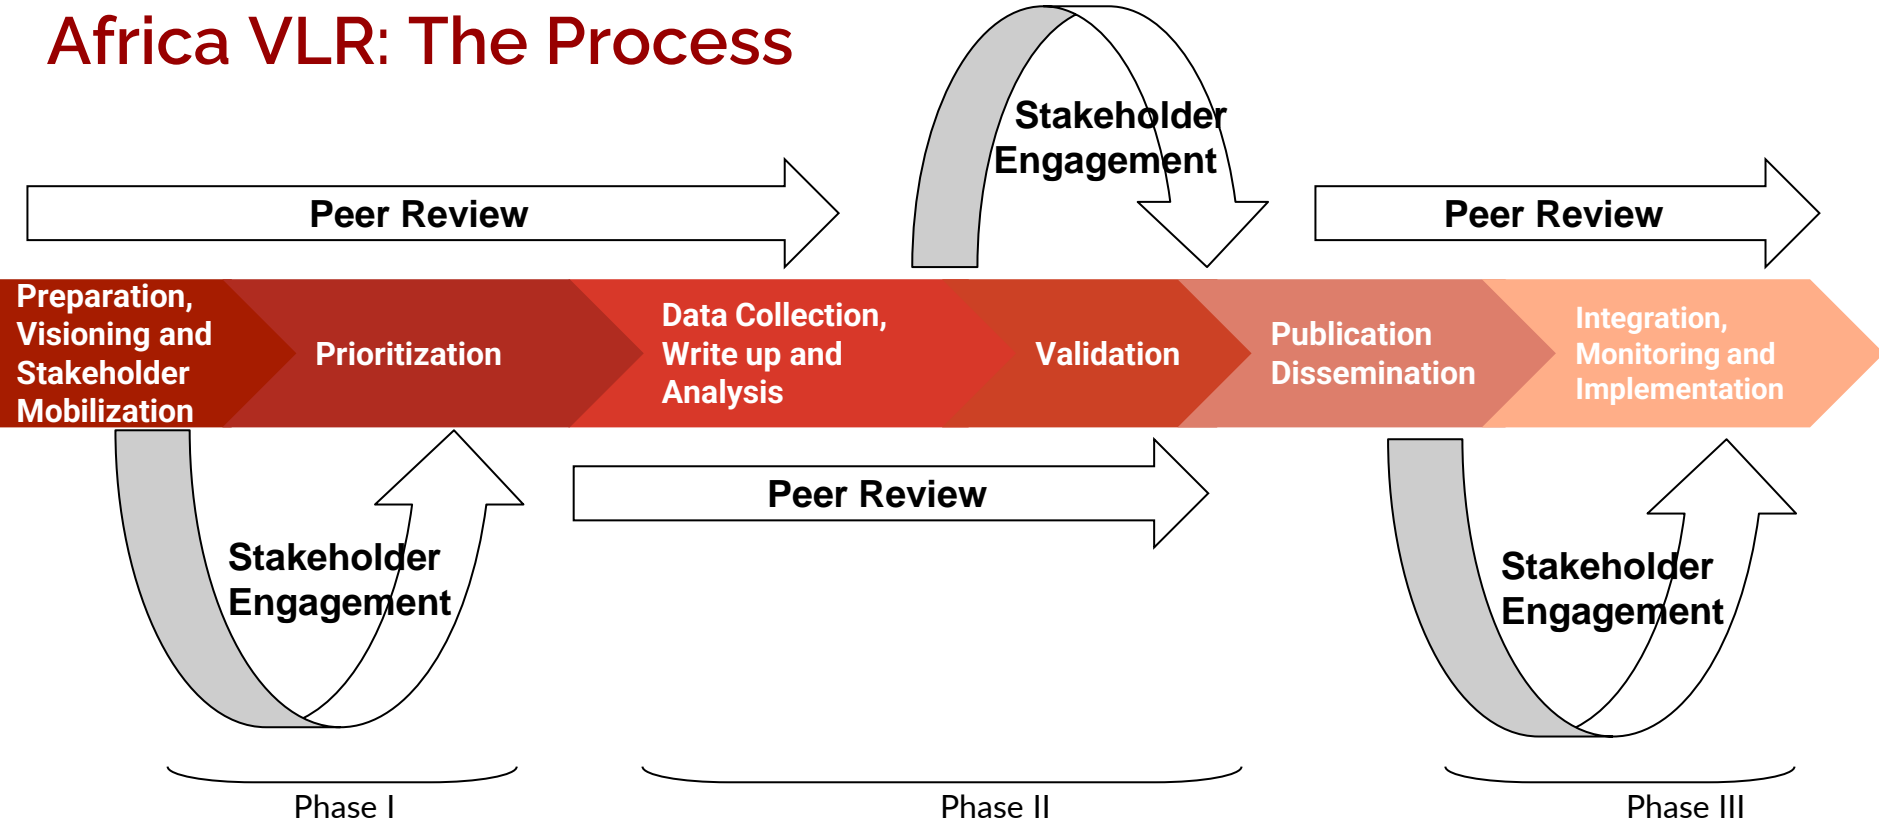 Africa VLR: The Process
Stakeholder
Engagement
Peer Review
Peer Review
Preparation,
Visioning and
Stakeholder
Mobilization
Prioritization
Data Collection,
Write up and
Analysis
Validation
Publication
Dissemination
Integration,
Monitoring and
Implementation
Peer Review
Stakeholder
Engagement
Stakeholder
Engagement
Phase I
Phase II
Phase III